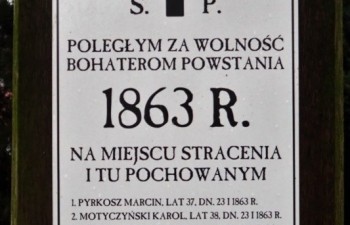 Ś. P.
POLEGŁYM ZA WOLNOŚĆ
BOHATEROM POWSTANIA
1863 R.
NA MIEJSCU STRACENIA
I TU POCHOWANYM
1. PYRKOSZ MARCIN, LAT 37, DN. 23 I 1863 R.
2. MOTYCZYŃSKI KAROL, LAT 38, DN. 23 I 1863 R.